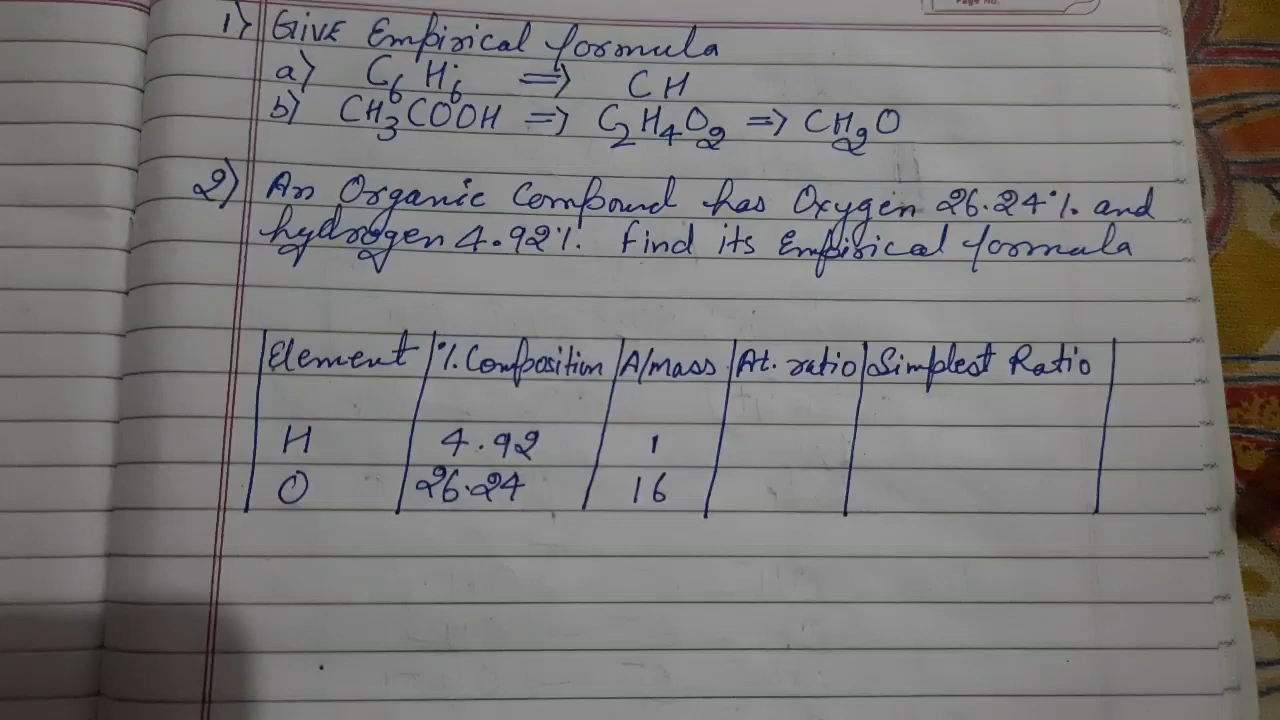 Page No.
1) GIVE Empirical formula
a) C6H6 => CH
b) CH3COOH => C2H4O2 => CH2O
2) An Organic Compound has Oxygen 26.24% and
hydrogen 4.92%. find its Empirical formula
Element | % Composition | A/mass | At. ratio | Simplest Ratio
H 4.92 1
O 26.24 16